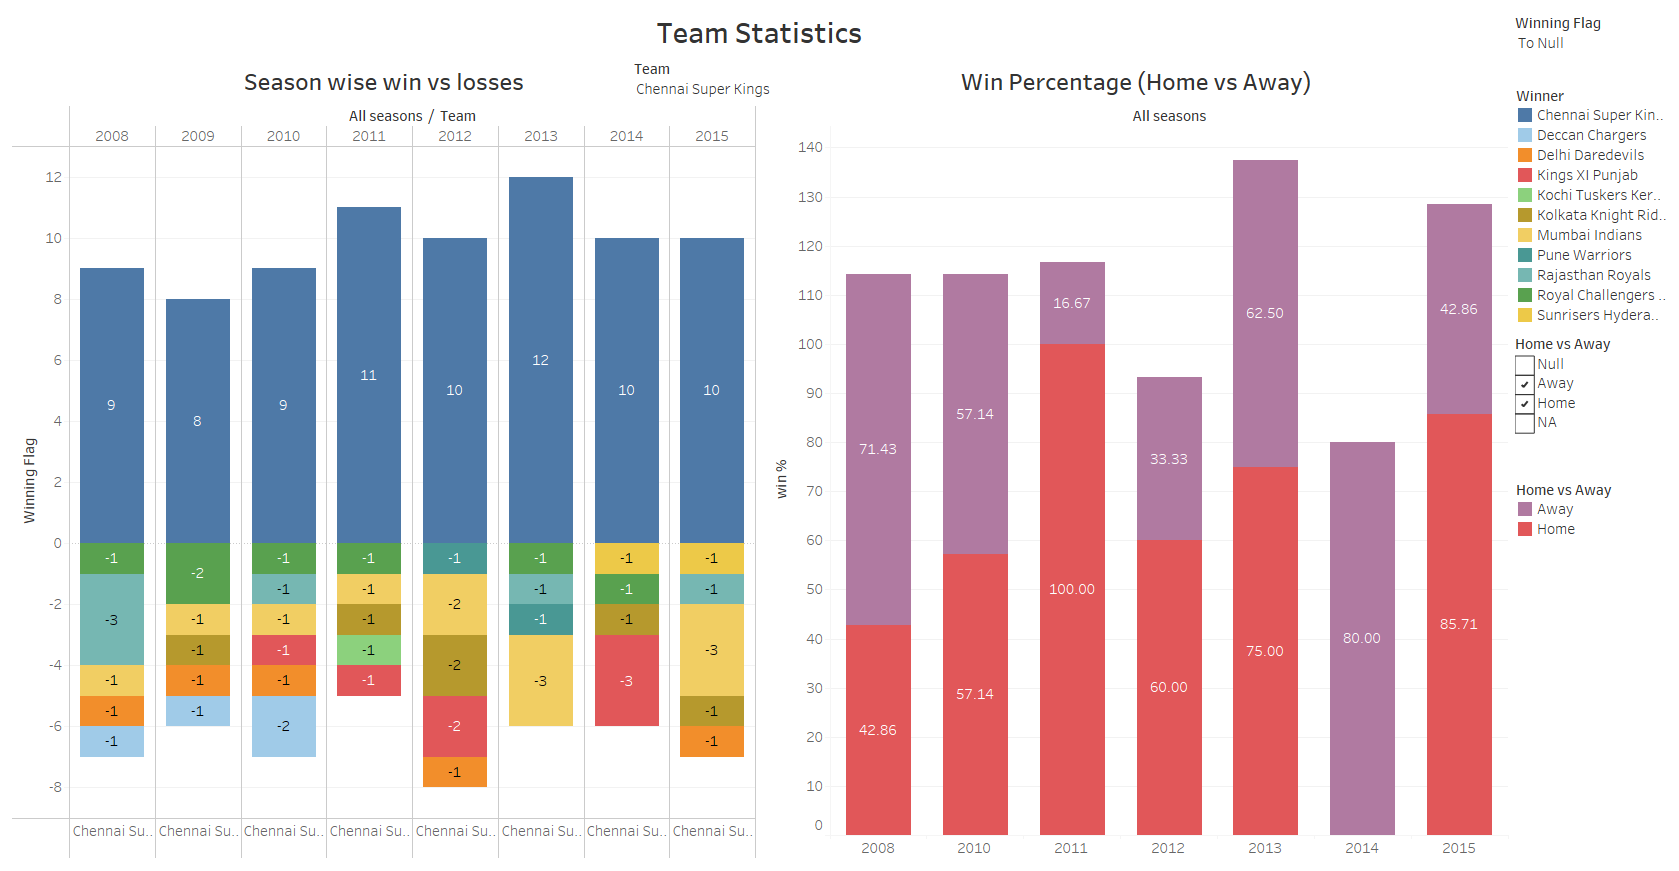 Team Statistics
Season wise win vs losses
Team
Chennai Super Kings
All seasons / Team
2008 2009 2010 2011 2012 2013 2014 2015
Winning Flag
12
10
8
6
4
2
0
-2
-4
-6
-8
9 8 9 11 10 12 10 10
-1 -3 -1 -1 -1
-2 -1 -1 -1 -1
-1 -1 -1 -1 -1 -2
-1 -1 -1 -1 -1
-1 -2 -2 -2 -1
-1 -1 -1 -3
-1 -1 -1 -3
-1 -1 -3 -1 -1
Chennai Su.. Chennai Su.. Chennai Su.. Chennai Su.. Chennai Su.. Chennai Su.. Chennai Su.. Chennai Su..
Win Percentage (Home vs Away)
All seasons
win %
140
130
120
110
100
90
80
70
60
50
40
30
20
10
0
71.43
42.86
57.14
57.14
16.67
100.00
33.33
60.00
62.50
75.00
80.00
42.86
85.71
2008 2010 2011 2012 2013 2014 2015
Winning Flag
To Null
Winner
Chennai Super Kin..
Deccan Chargers
Delhi Daredevils
Kings XI Punjab
Kochi Tuskers Ker..
Kolkata Knight Rid..
Mumbai Indians
Pune Warriors
Rajasthan Royals
Royal Challengers ..
Sunrisers Hydera..
Home vs Away
Null
Away
Home
NA
Home vs Away
Away
Home